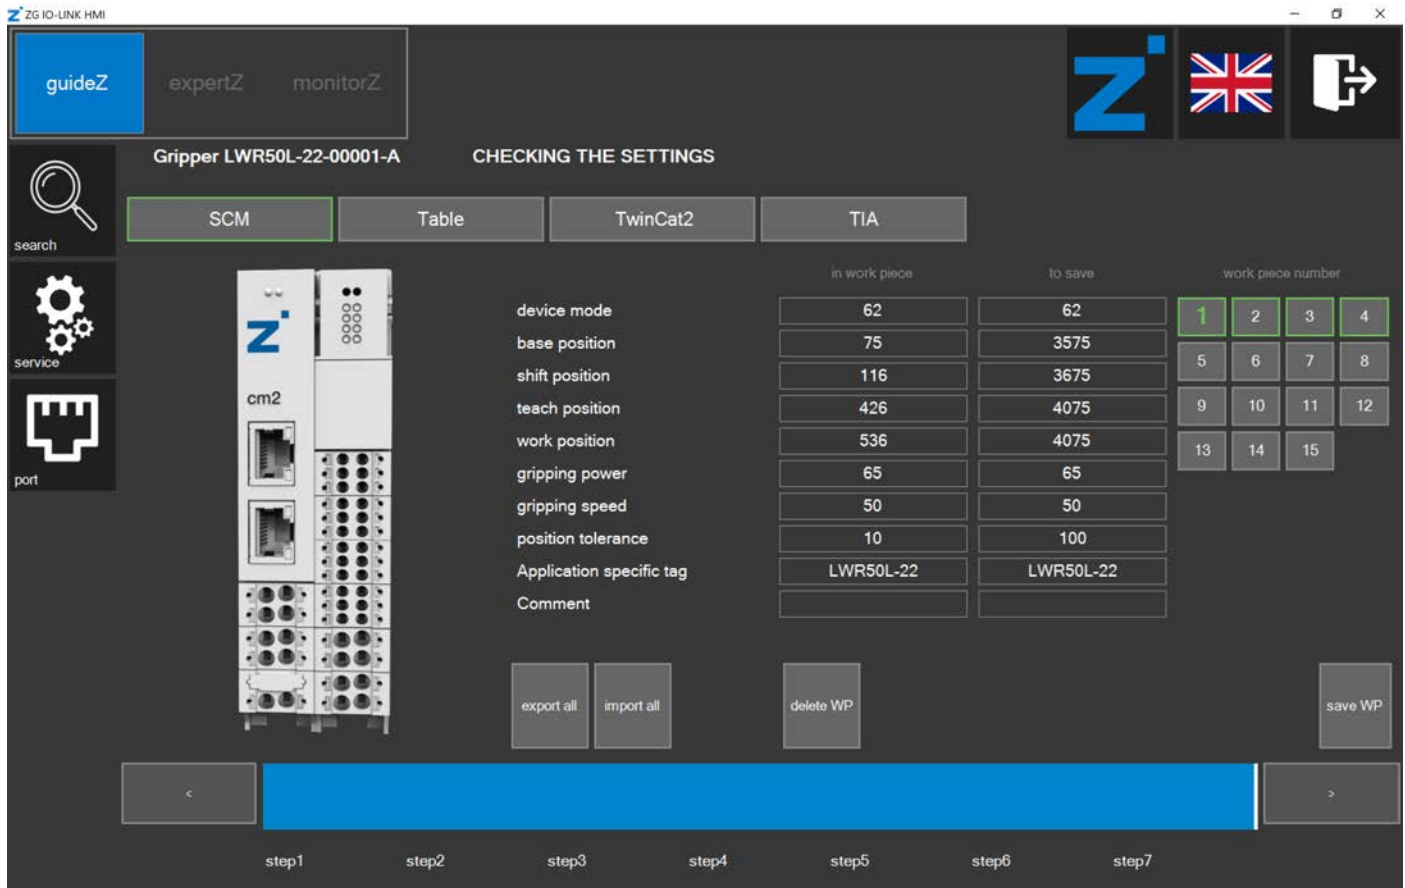 ZG IO-LINK HMI
guideZ expertZ monitorZ
Gripper LWR50L-22-00001-A CHECKING THE SETTINGS
search
SCM Table TwinCat2 TIA
in work piece to save work piece number
device mode 62 62 1 2 3 4
base position 75 3575
shift position 116 3675 5 6 7 8
teach position 426 4075 9 10 11 12
work position 536 4075 13 14 15
gripping power 65 65
gripping speed 50 50
position tolerance 10 100
Application specific tag LWR50L-22 LWR50L-22
Comment
service
port
cm2
export all import all delete WP save WP
< >
step1 step2 step3 step4 step5 step6 step7